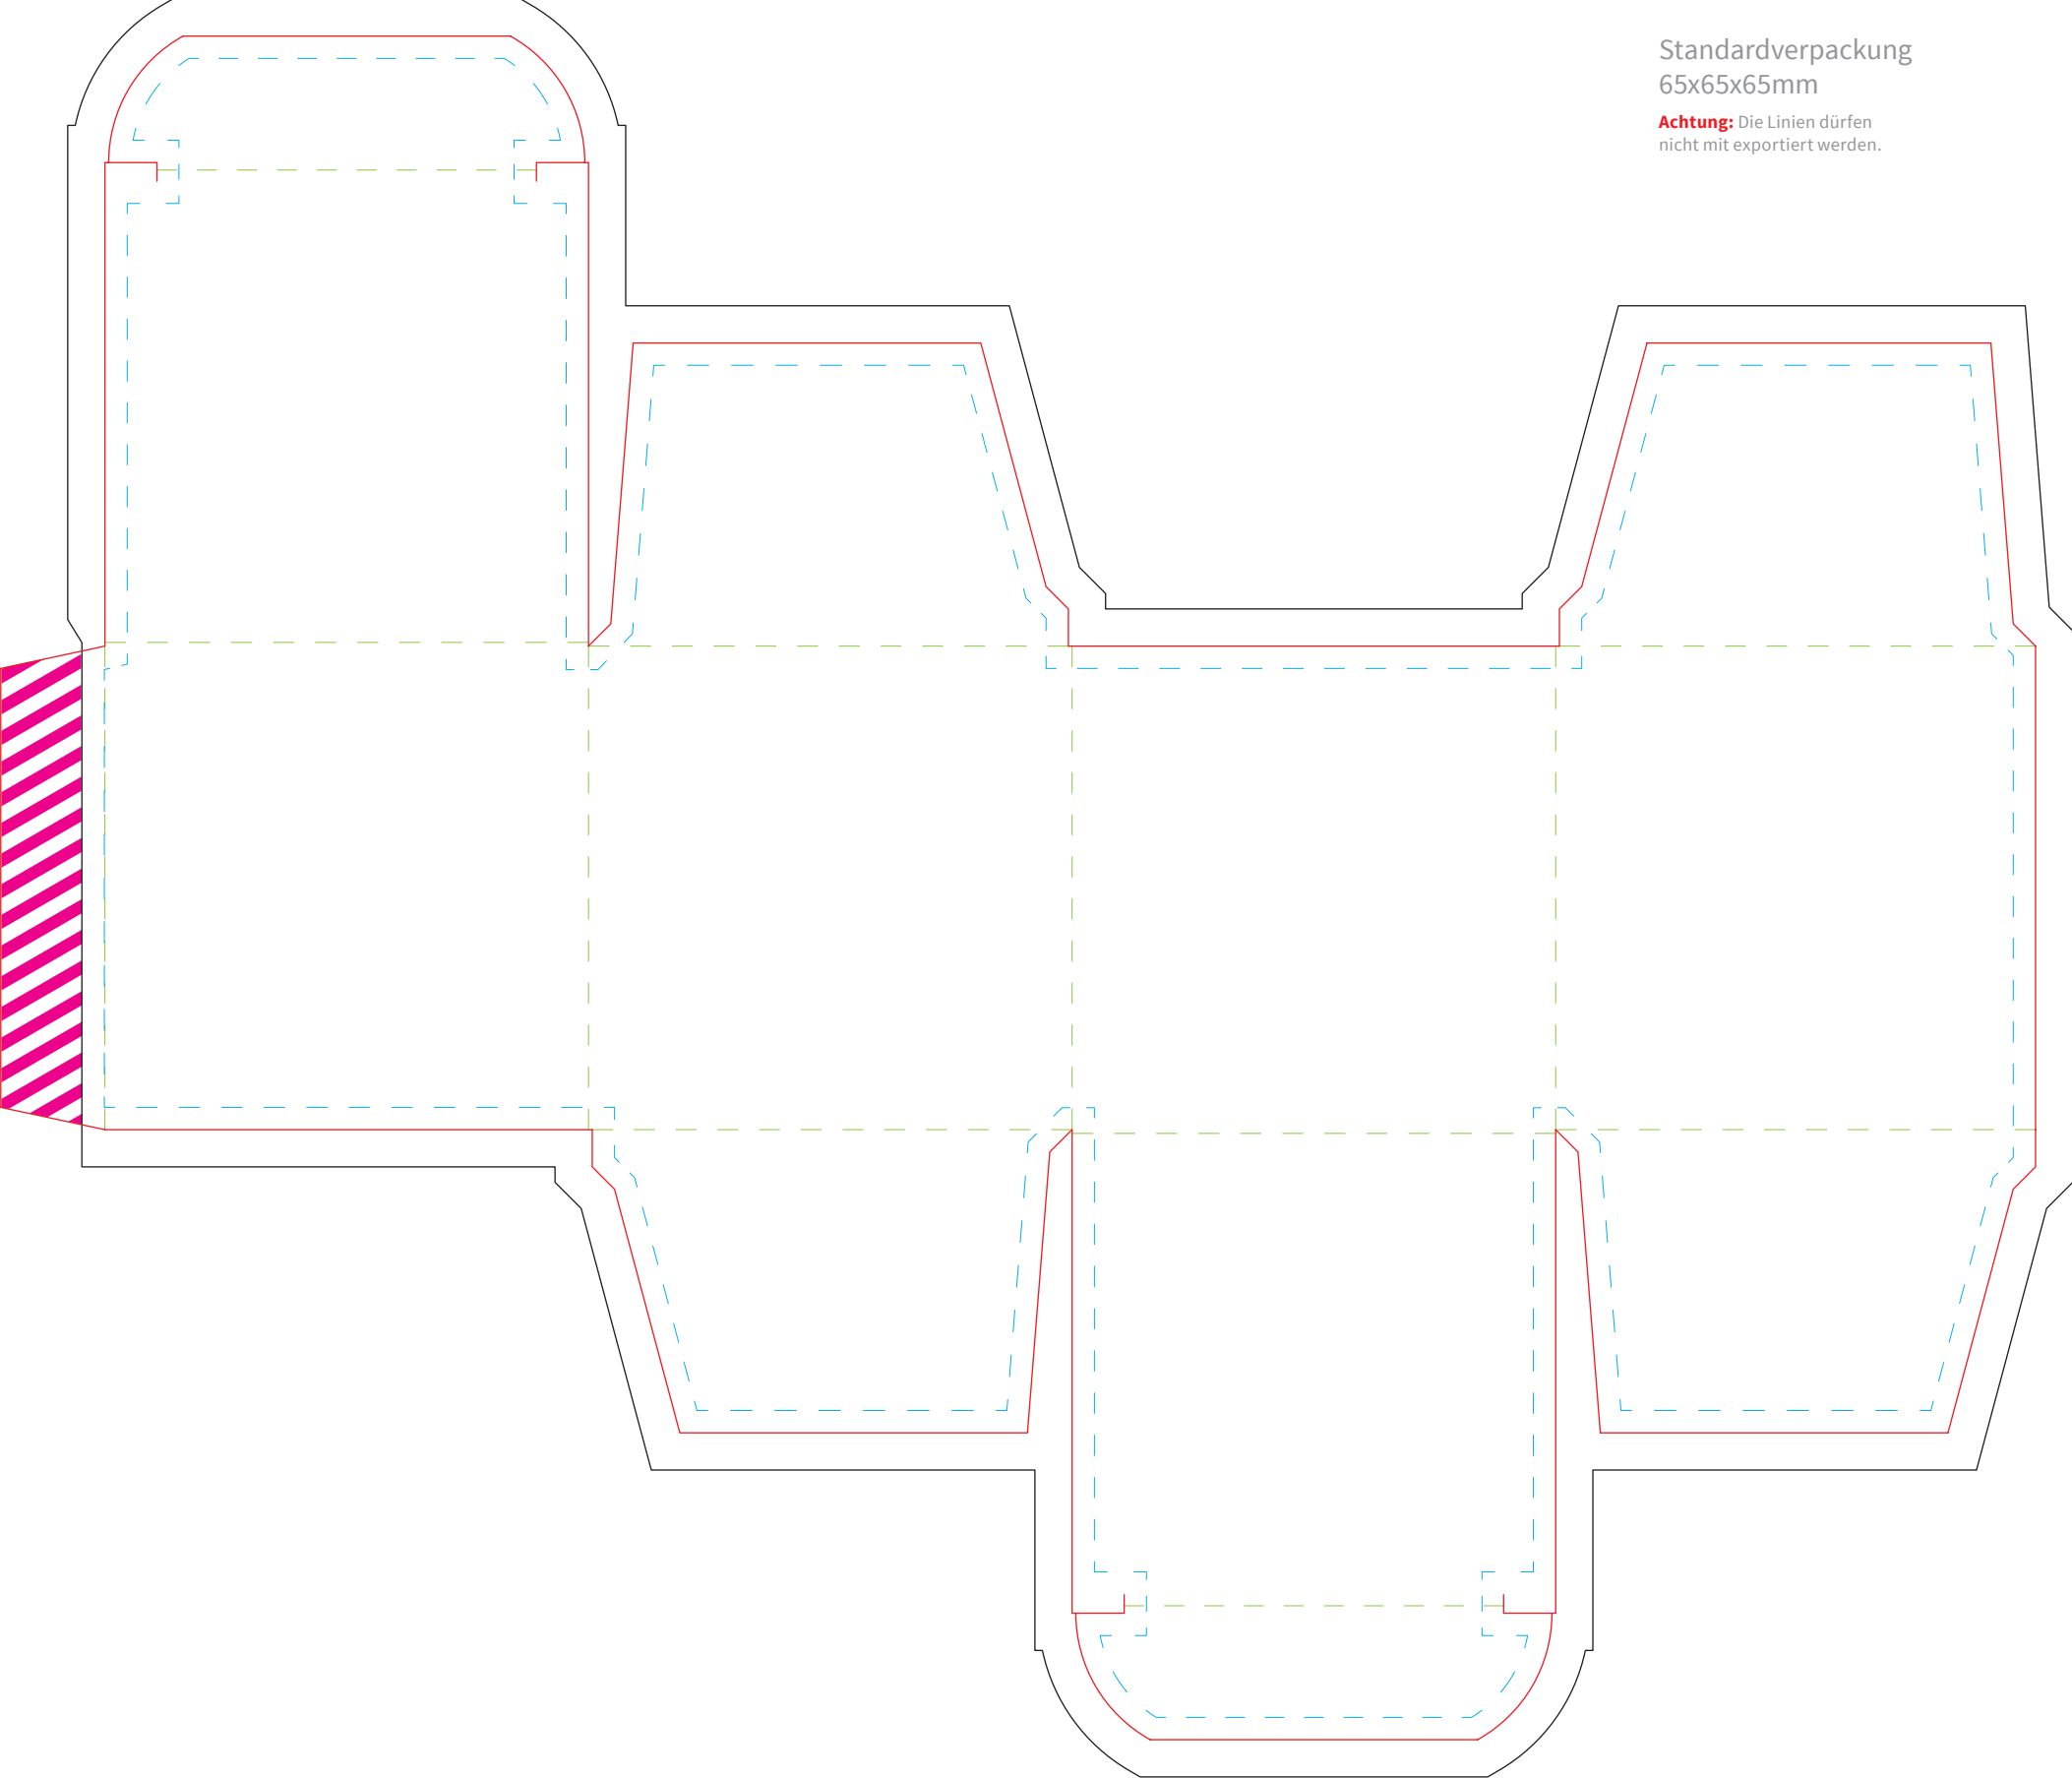 Standardverpackung
65x65x65mm
Achtung: Die Linien dürfen
nicht mit exportiert werden.